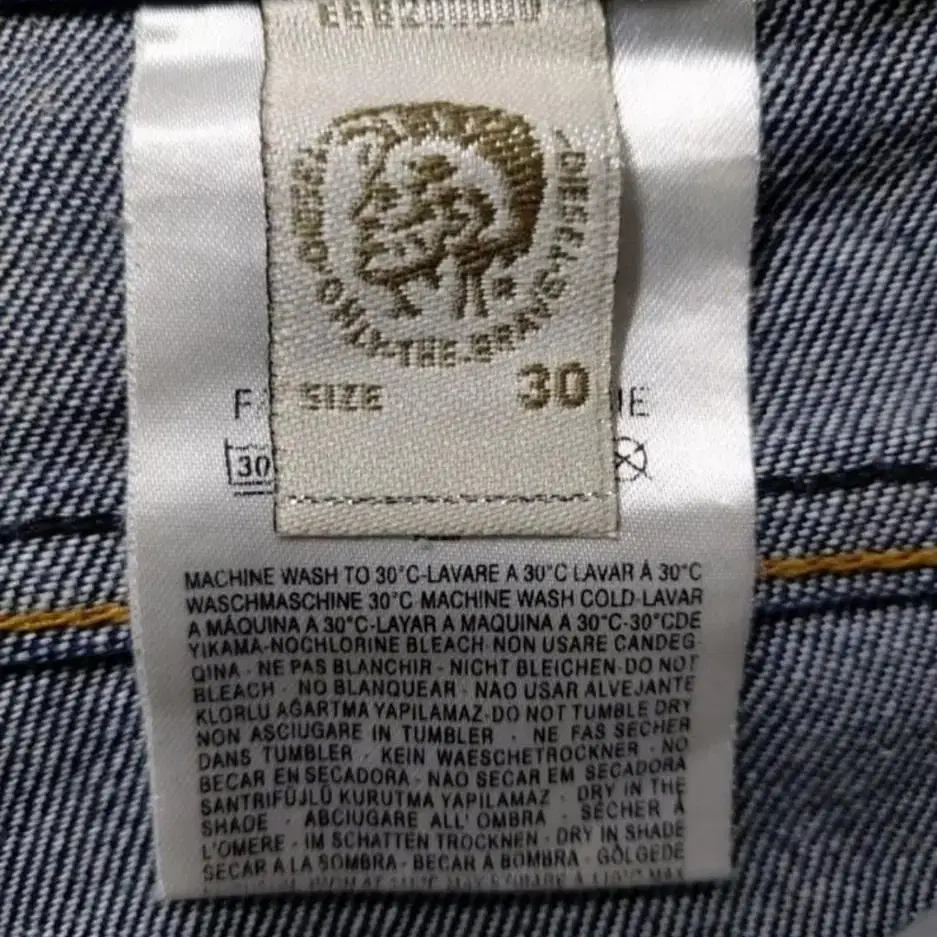 DIESEL·ONLY·THE·BRAVE·
SIZE 30
30
MACHINE WASH TO 30°C-LAVARE A 30°C LAVAR Á 30°C
WASCHMASCHINE 30°C-MACHINE WASH COLD-LAVAR
A MÁQUINA A 30°C-LAYAR A MAQUINA A 30°C-30°CDE
YIKAMA-NOCHLORINE BLEACH-NON USARE CANDEG-
QINA - NE PAS BLANCHIR - NICHT BLEICHEN-DO NOT
BLEACH - NO BLANQUEAR - NAO USAR ALVEJANTE
KLORLU AĞARTMA YAPILAMAZ-DO NOT TUMBLE DRY
NON ASCIUGARE IN TUMBLER - NE FAS SECHER
DANS TUMBLER - KEIN WAESCHETROCKNER - NO
BECAR EN SECADORA - NAO SECAR EM SECADORA
SANTRIFÜJLÜ KURUTMA YAPILAMAZ - DRY IN THE
SHADE - ABCIUGARE ALL' OMBRA - SÉCHER À
L'OMERE - IM SCHATTEN TROCKNEN - DRY IN SHADE
SECAR A LA SOMBRA - BECAR À BOMBRA - GÖLGEDE